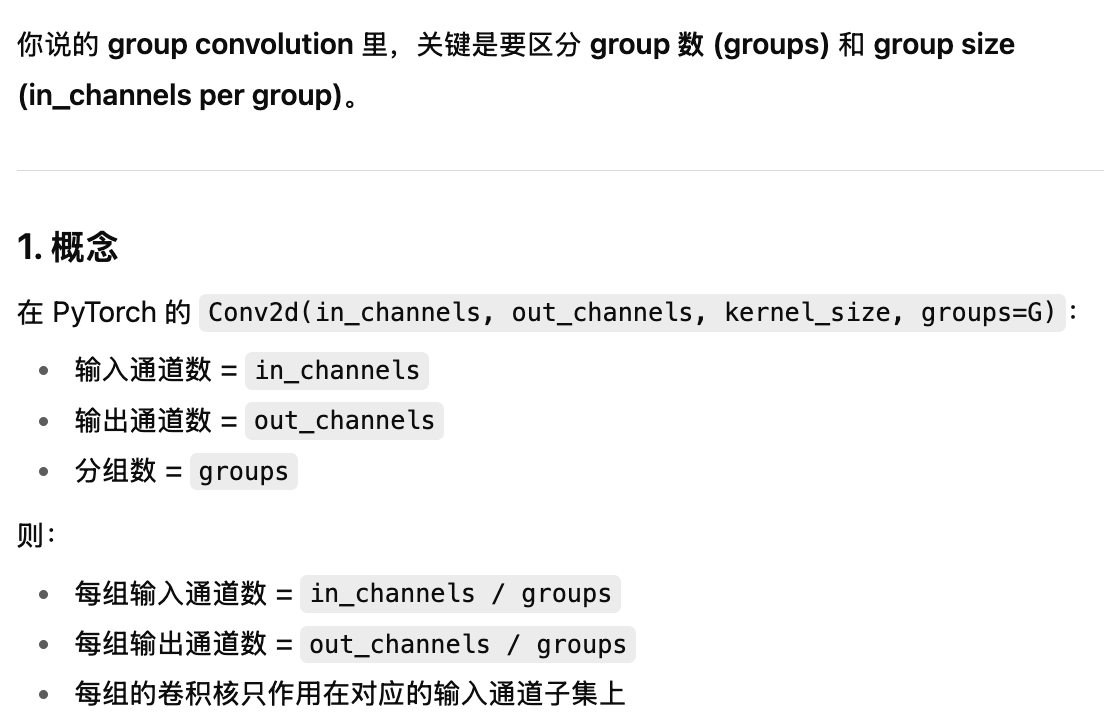 你说的 group convolution 里，关键是要区分 group 数 (groups) 和 group size
(in_channels per group)。
1. 概念
在 PyTorch 的 Conv2d(in_channels, out_channels, kernel_size, groups=G)：
• 输入通道数 = in_channels
• 输出通道数 = out_channels
• 分组数 = groups
则：
• 每组输入通道数 = in_channels / groups
• 每组输出通道数 = out_channels / groups
• 每组的卷积核只作用在对应的输入通道子集上